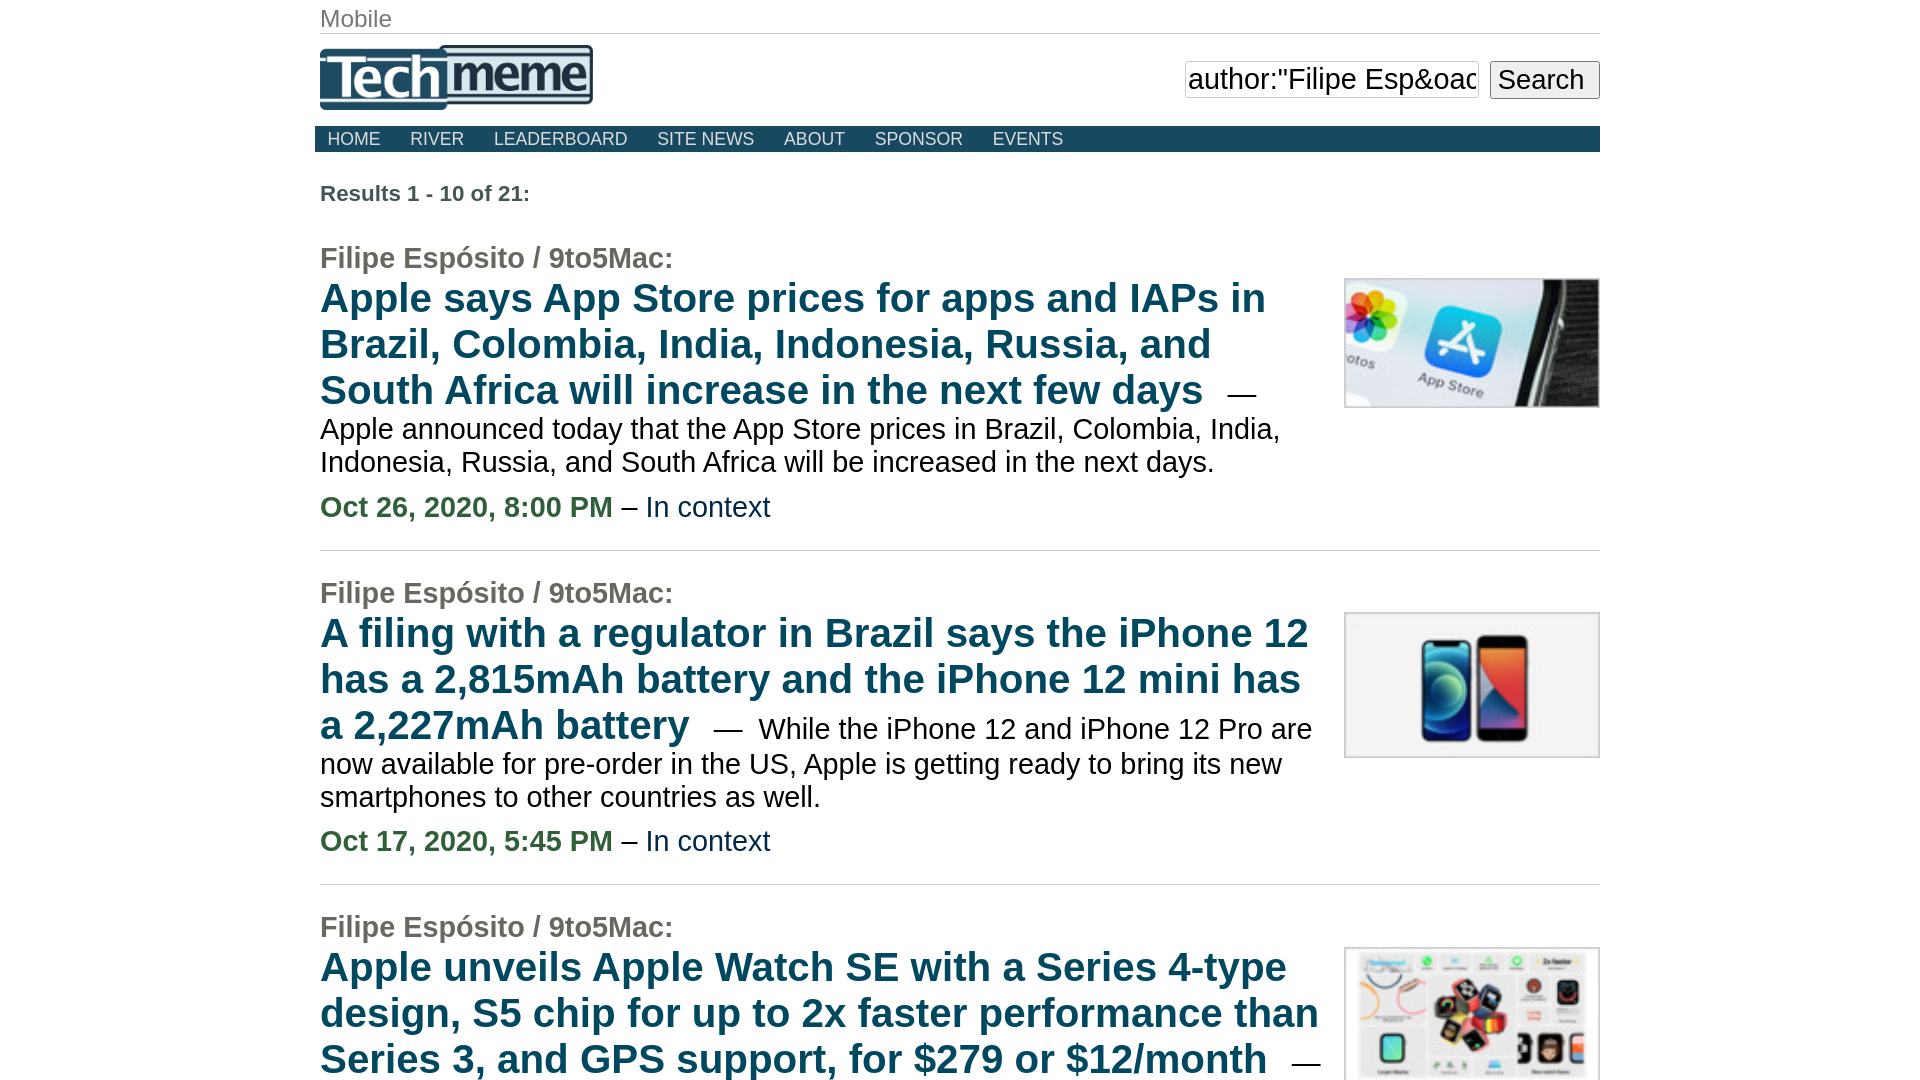 Mobile
Techmeme
author:"Filipe Esp&oac
Search
HOME RIVER LEADERBOARD SITE NEWS ABOUT SPONSOR EVENTS
Results 1 - 10 of 21:
Filipe Espósito / 9to5Mac:
Apple says App Store prices for apps and IAPs in
Brazil, Colombia, India, Indonesia, Russia, and
South Africa will increase in the next few days —
Apple announced today that the App Store prices in Brazil, Colombia, India,
Indonesia, Russia, and South Africa will be increased in the next days.
otos
App Store
Oct 26, 2020, 8:00 PM – In context
Filipe Espósito / 9to5Mac:
A filing with a regulator in Brazil says the iPhone 12
has a 2,815mAh battery and the iPhone 12 mini has
a 2,227mAh battery — While the iPhone 12 and iPhone 12 Pro are
now available for pre-order in the US, Apple is getting ready to bring its new
smartphones to other countries as well.
Oct 17, 2020, 5:45 PM – In context
Filipe Espósito / 9to5Mac:
Apple unveils Apple Watch SE with a Series 4-type
design, S5 chip for up to 2x faster performance than
Series 3, and GPS support, for $279 or $12/month —
2x faster